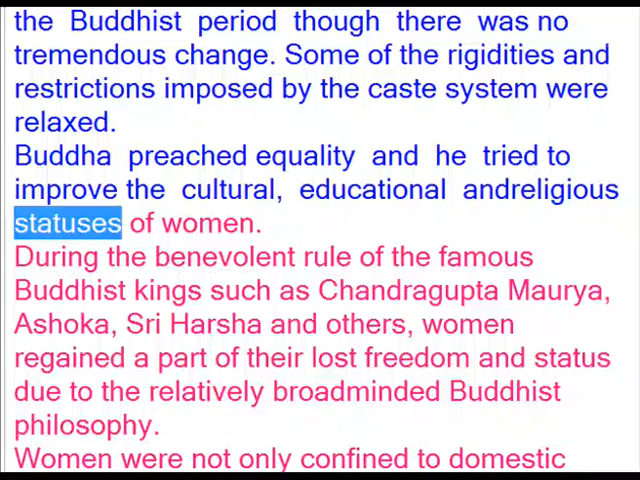 the Buddhist period though there was no
tremendous change. Some of the rigidities and
restrictions imposed by the caste system were
relaxed.
Buddha preached equality and he tried to
improve the cultural, educational andreligious
statuses of women.
During the benevolent rule of the famous
Buddhist kings such as Chandragupta Maurya,
Ashoka, Sri Harsha and others, women
regained a part of their lost freedom and status
due to the relatively broadminded Buddhist
philosophy.
Women were not only confined to domestic